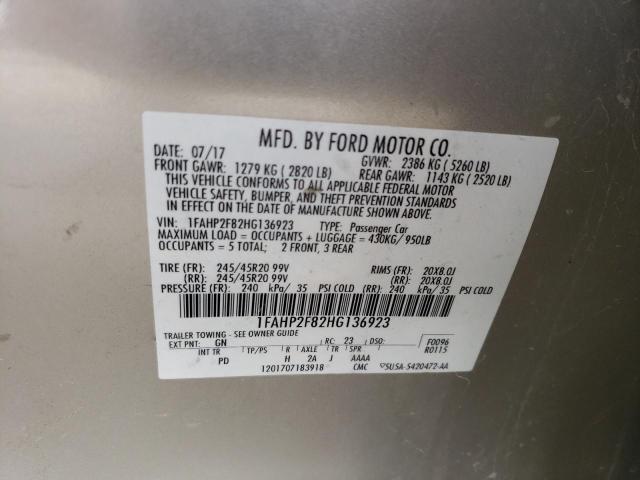 MFD. BY FORD MOTOR CO.
DATE: 07/17 GVWR: 2386 KG ( 5260 LB)
FRONT GAWR: 1279 KG ( 2820 LB) REAR GAWR: 1143 KG ( 2520 LB)
THIS VEHICLE CONFORMS TO ALL APPLICABLE FEDERAL MOTOR
VEHICLE SAFETY, BUMPER, AND THEFT PREVENTION STANDARDS
IN EFFECT ON THE DATE OF MANUFACTURE SHOWN ABOVE.
VIN: 1FAHP2F82HG136923 TYPE: Passenger Car
MAXIMUM LOAD = OCCUPANTS + LUGGAGE = 430KG/950LB
OCCUPANTS = 5 TOTAL; 2 FRONT, 3 REAR
TIRE (FR): 245/45R20 99V RIMS (FR): 20X8.0J
(RR): 245/45R20 99V (RR): 20X8.0J
PRESSURE (FR): 240 kPa/ 35 PSI COLD (RR): 240 kPa/ 35 PSI COLD
1FAHP2F82HG136923
TRAILER TOWING - SEE OWNER GUIDE
EXT PNT: GN RC: 23 DSO: F0096
INT TR TP/PS R AXLE TR SPR R0115
PD H 2A J AAAA
1201707183918 CMC 5U5A-5420472-AA